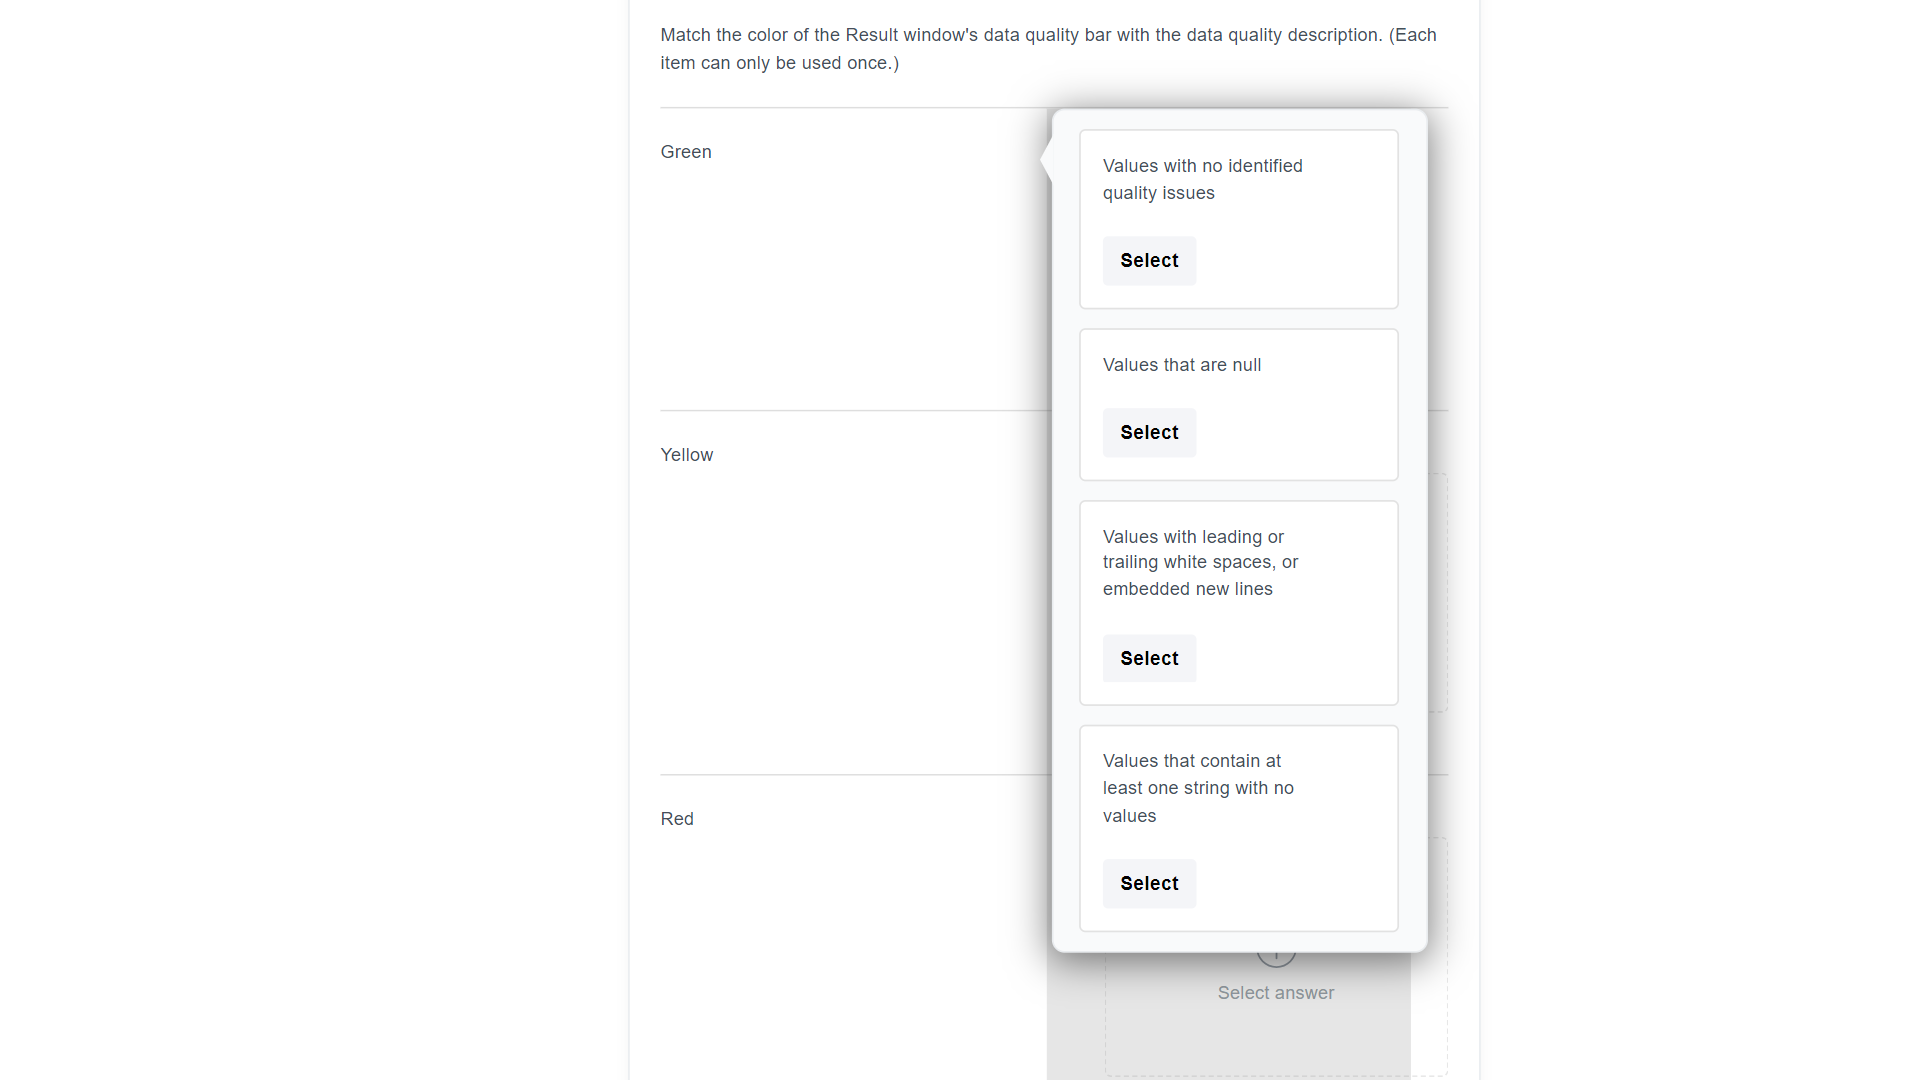 Match the color of the Result window's data quality bar with the data quality description. (Each
item can only be used once.)
Green
Values with no identified
quality issues
Select
Values that are null
Select
Yellow
Values with leading or
trailing white spaces, or
embedded new lines
Select
Values that contain at
least one string with no
values
Select
Red
Select answer